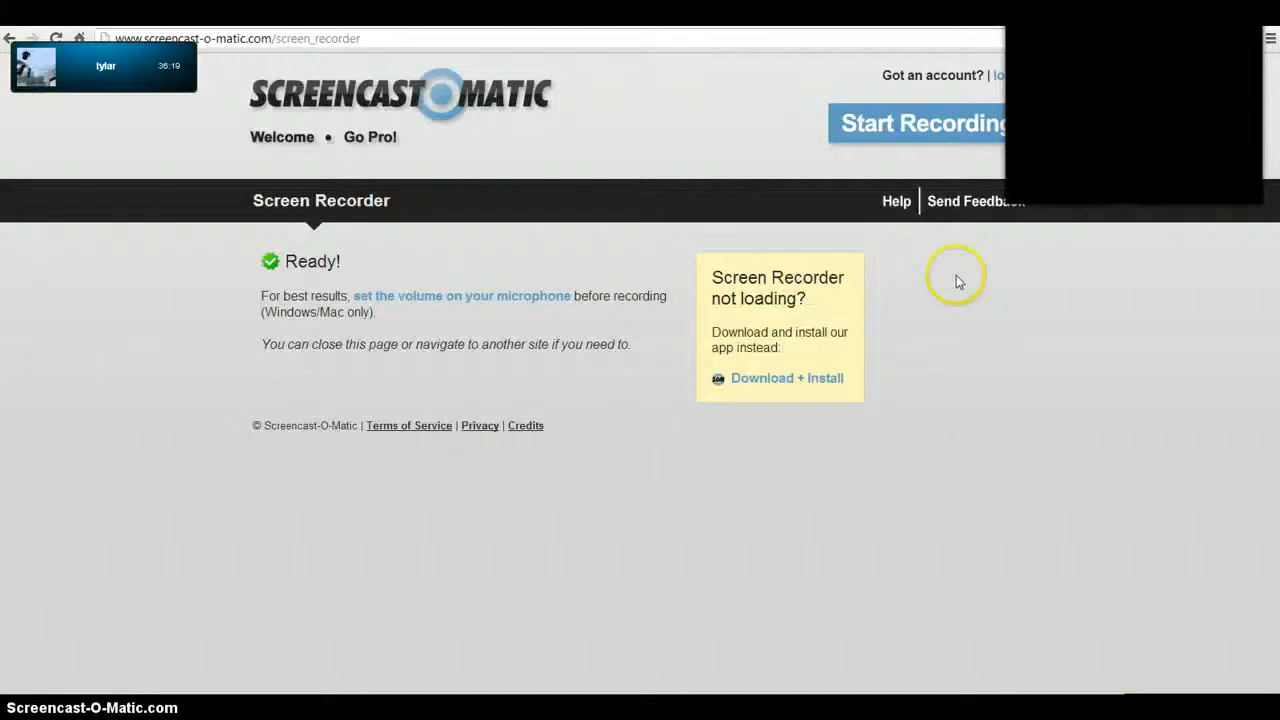 www.screencast-o-matic.com/screen_recorder
tylar 36:19
SCREENCAST O MATIC
Got an account? | lo
Start Recording
Welcome • Go Pro!
Screen Recorder
Help | Send Feedback
Ready!
For best results, set the volume on your microphone before recording
(Windows/Mac only).
You can close this page or navigate to another site if you need to.
Screen Recorder
not loading?
Download and install our
app instead:
SOM Download + Install
© Screencast-O-Matic | Terms of Service | Privacy | Credits
Screencast-O-Matic.com